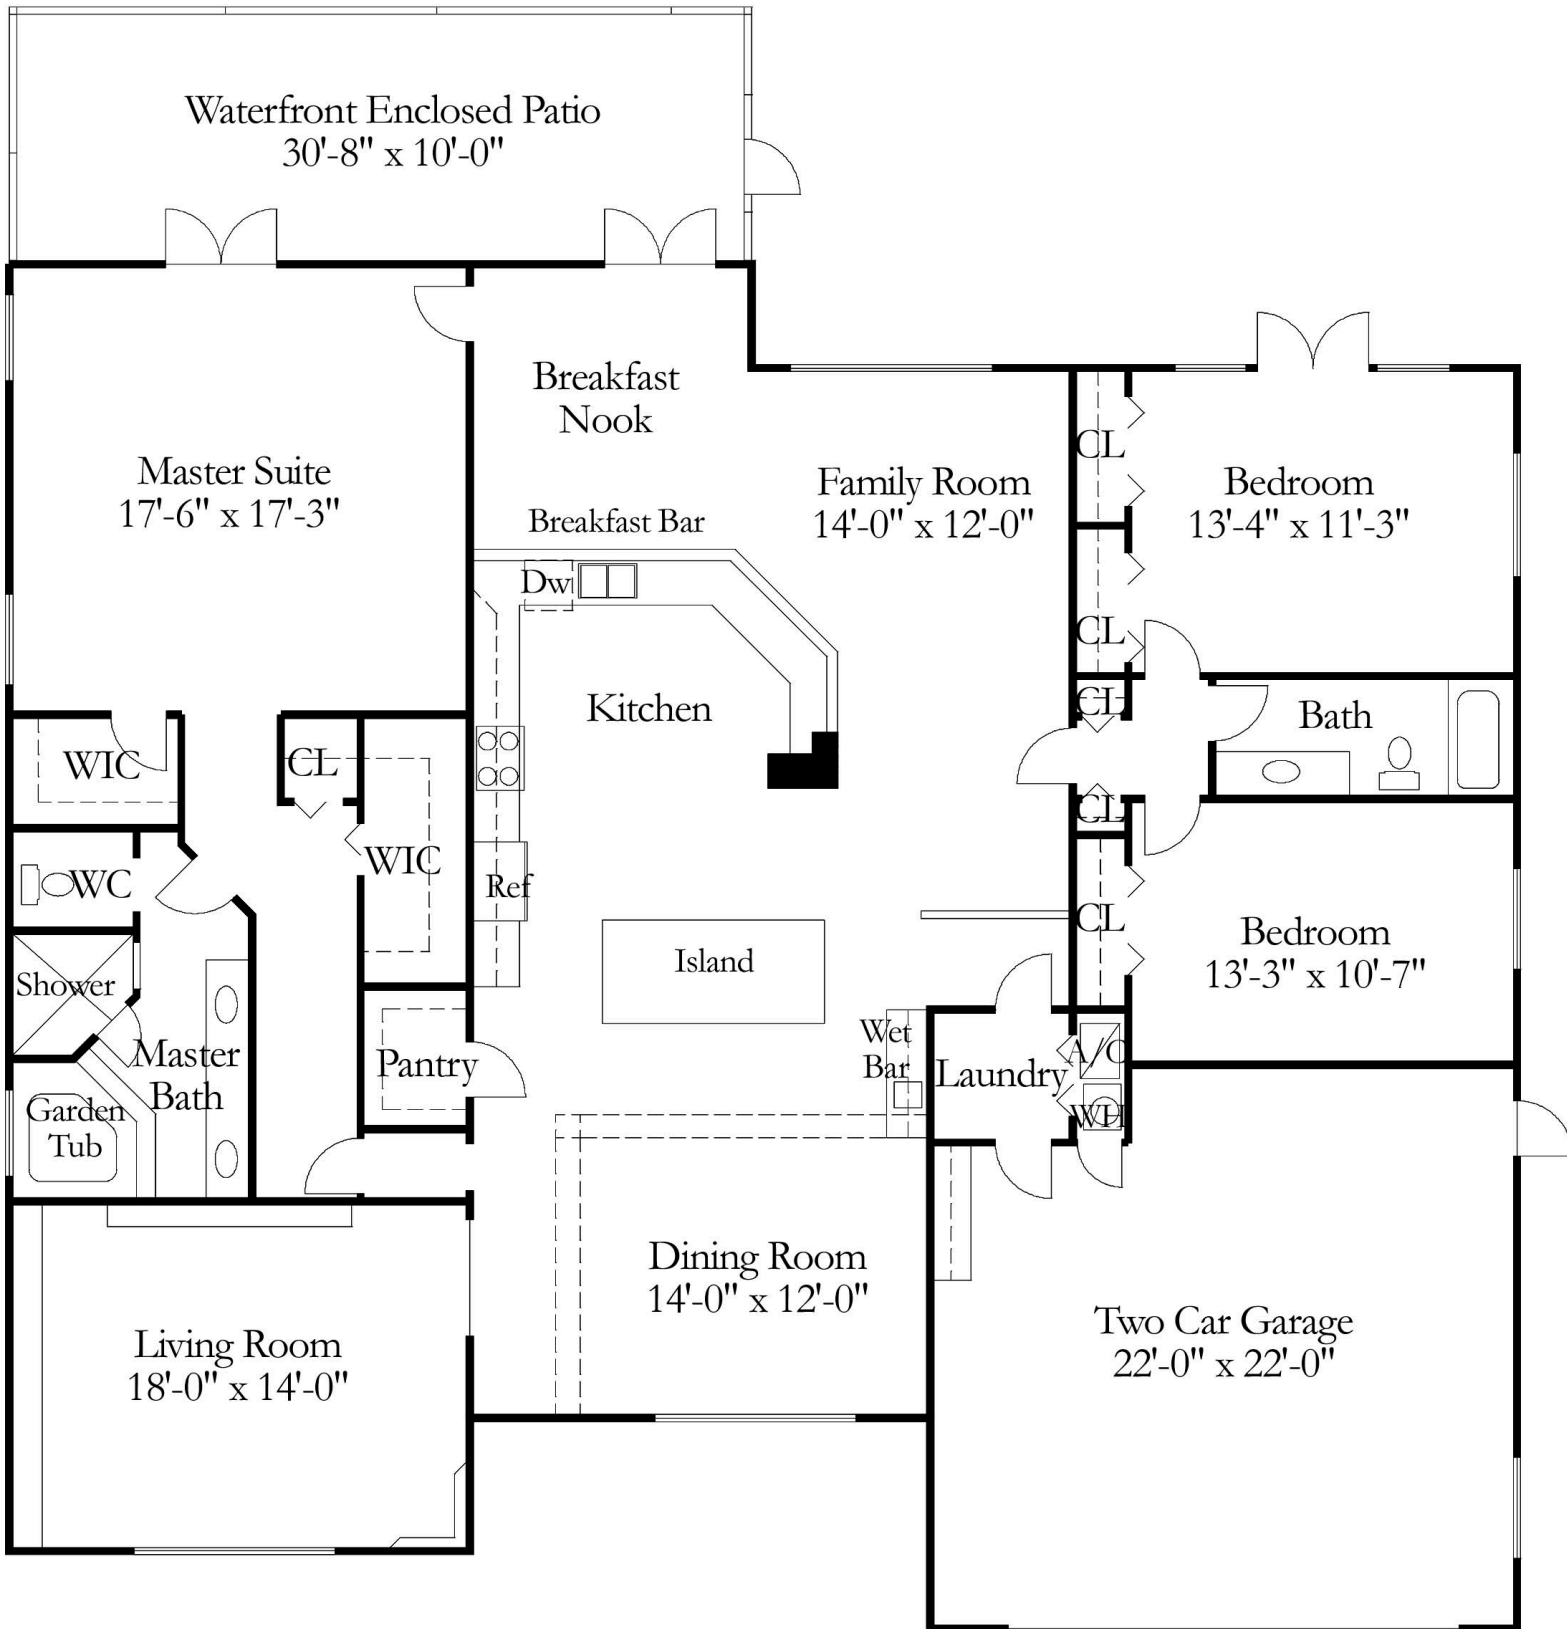 Waterfront Enclosed Patio
30'-8" x 10'-0"
Breakfast
Nook
Master Suite
17'-6" x 17'-3"
Breakfast Bar
Family Room
14'-0" x 12'-0"
CL
Bedroom
13'-4" x 11'-3"
Dw
CL
Kitchen
CL
Bath
WIC
CL
CL
WIC
WC
Ref
CL
Bedroom
13'-3" x 10'-7"
Island
Shower
Master
Bath
Pantry
Wet
Bar
Laundry
A/C
WH
Garden
Tub
Dining Room
14'-0" x 12'-0"
Living Room
18'-0" x 14'-0"
Two Car Garage
22'-0" x 22'-0"